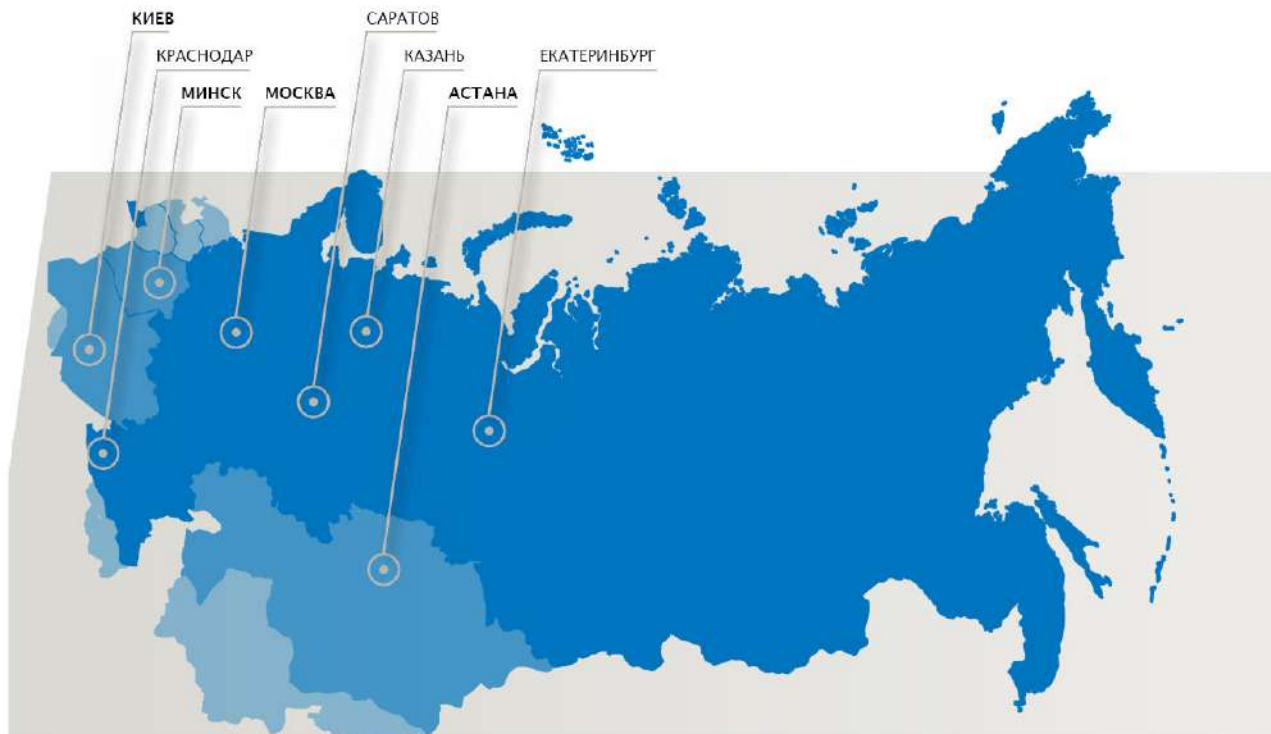 КИЕВ
САРАТОВ
КРАСНОДАР
КАЗАНЬ
ЕКАТЕРИНБУРГ
МИНСК
МОСКВА
АСТАНА